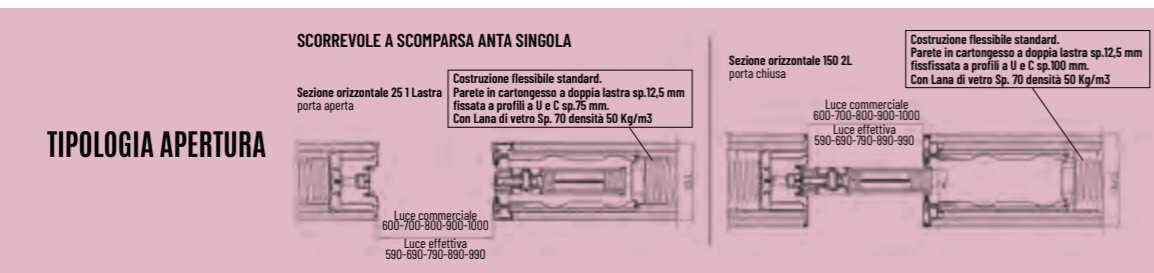 TIPOLOGIA APERTURA
SCORREVOLE A SCOMPARSA ANTA SINGOLA
Sezione orizzontale 25 1 Lastra
porta aperta
Costruzione flessibile standard.
Parete in cartongesso a doppia lastra sp.12,5 mm
fissata a profili a U e C sp.75 mm.
Con Lana di vetro Sp. 70 densità 50 Kg/m3
Luce commerciale
600-700-800-900-1000
Luce effettiva
590-690-790-890-990
Sezione orizzontale 150 2L
porta chiusa
Costruzione flessibile standard.
Parete in cartongesso a doppia lastra sp.12,5 mm
fissfissata a profili a U e C sp.100 mm.
Con Lana di vetro Sp. 70 densità 50 Kg/m3
Luce commerciale
600-700-800-900-1000
Luce effettiva
590-690-790-890-990